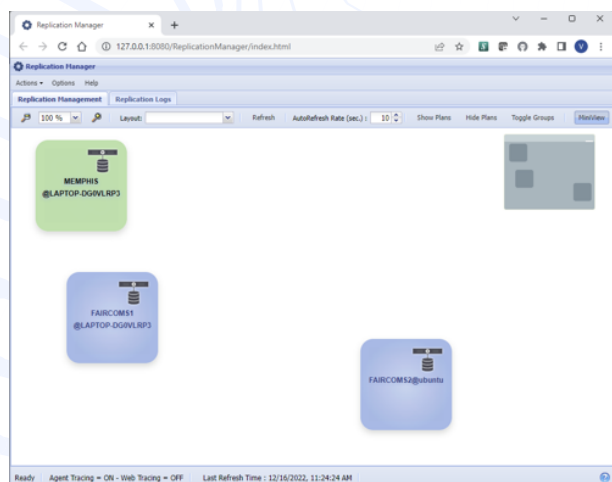 Replication Manager
127.0.0.1:8080/ReplicationManager/index.html
V
Replication Manager
Actions Options Help
Replication Management Replication Logs
100 % Layout: Refresh AutoRefresh Rate (sec.) : 10 Show Plans Hide Plans Toggle Groups MiniView
MEMPHIS
@LAPTOP-DG0VLRP3
FAIRCOMS1
@LAPTOP-DG0VLRP3
FAIRCOMS2@ubuntu
Ready Agent Tracing = ON - Web Tracing = OFF Last Refresh Time : 12/16/2022, 11:24:24 AM